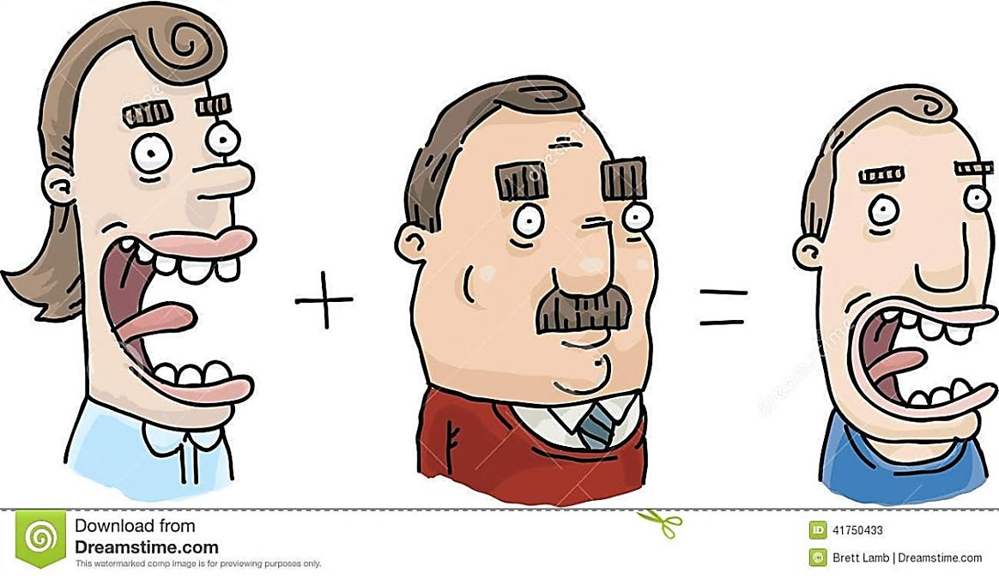 +
=
Download from
Dreamstime.com
This watermarked comp image is for previewing purposes only.
ID 41750433
© Brett Lamb | Dreamstime.com